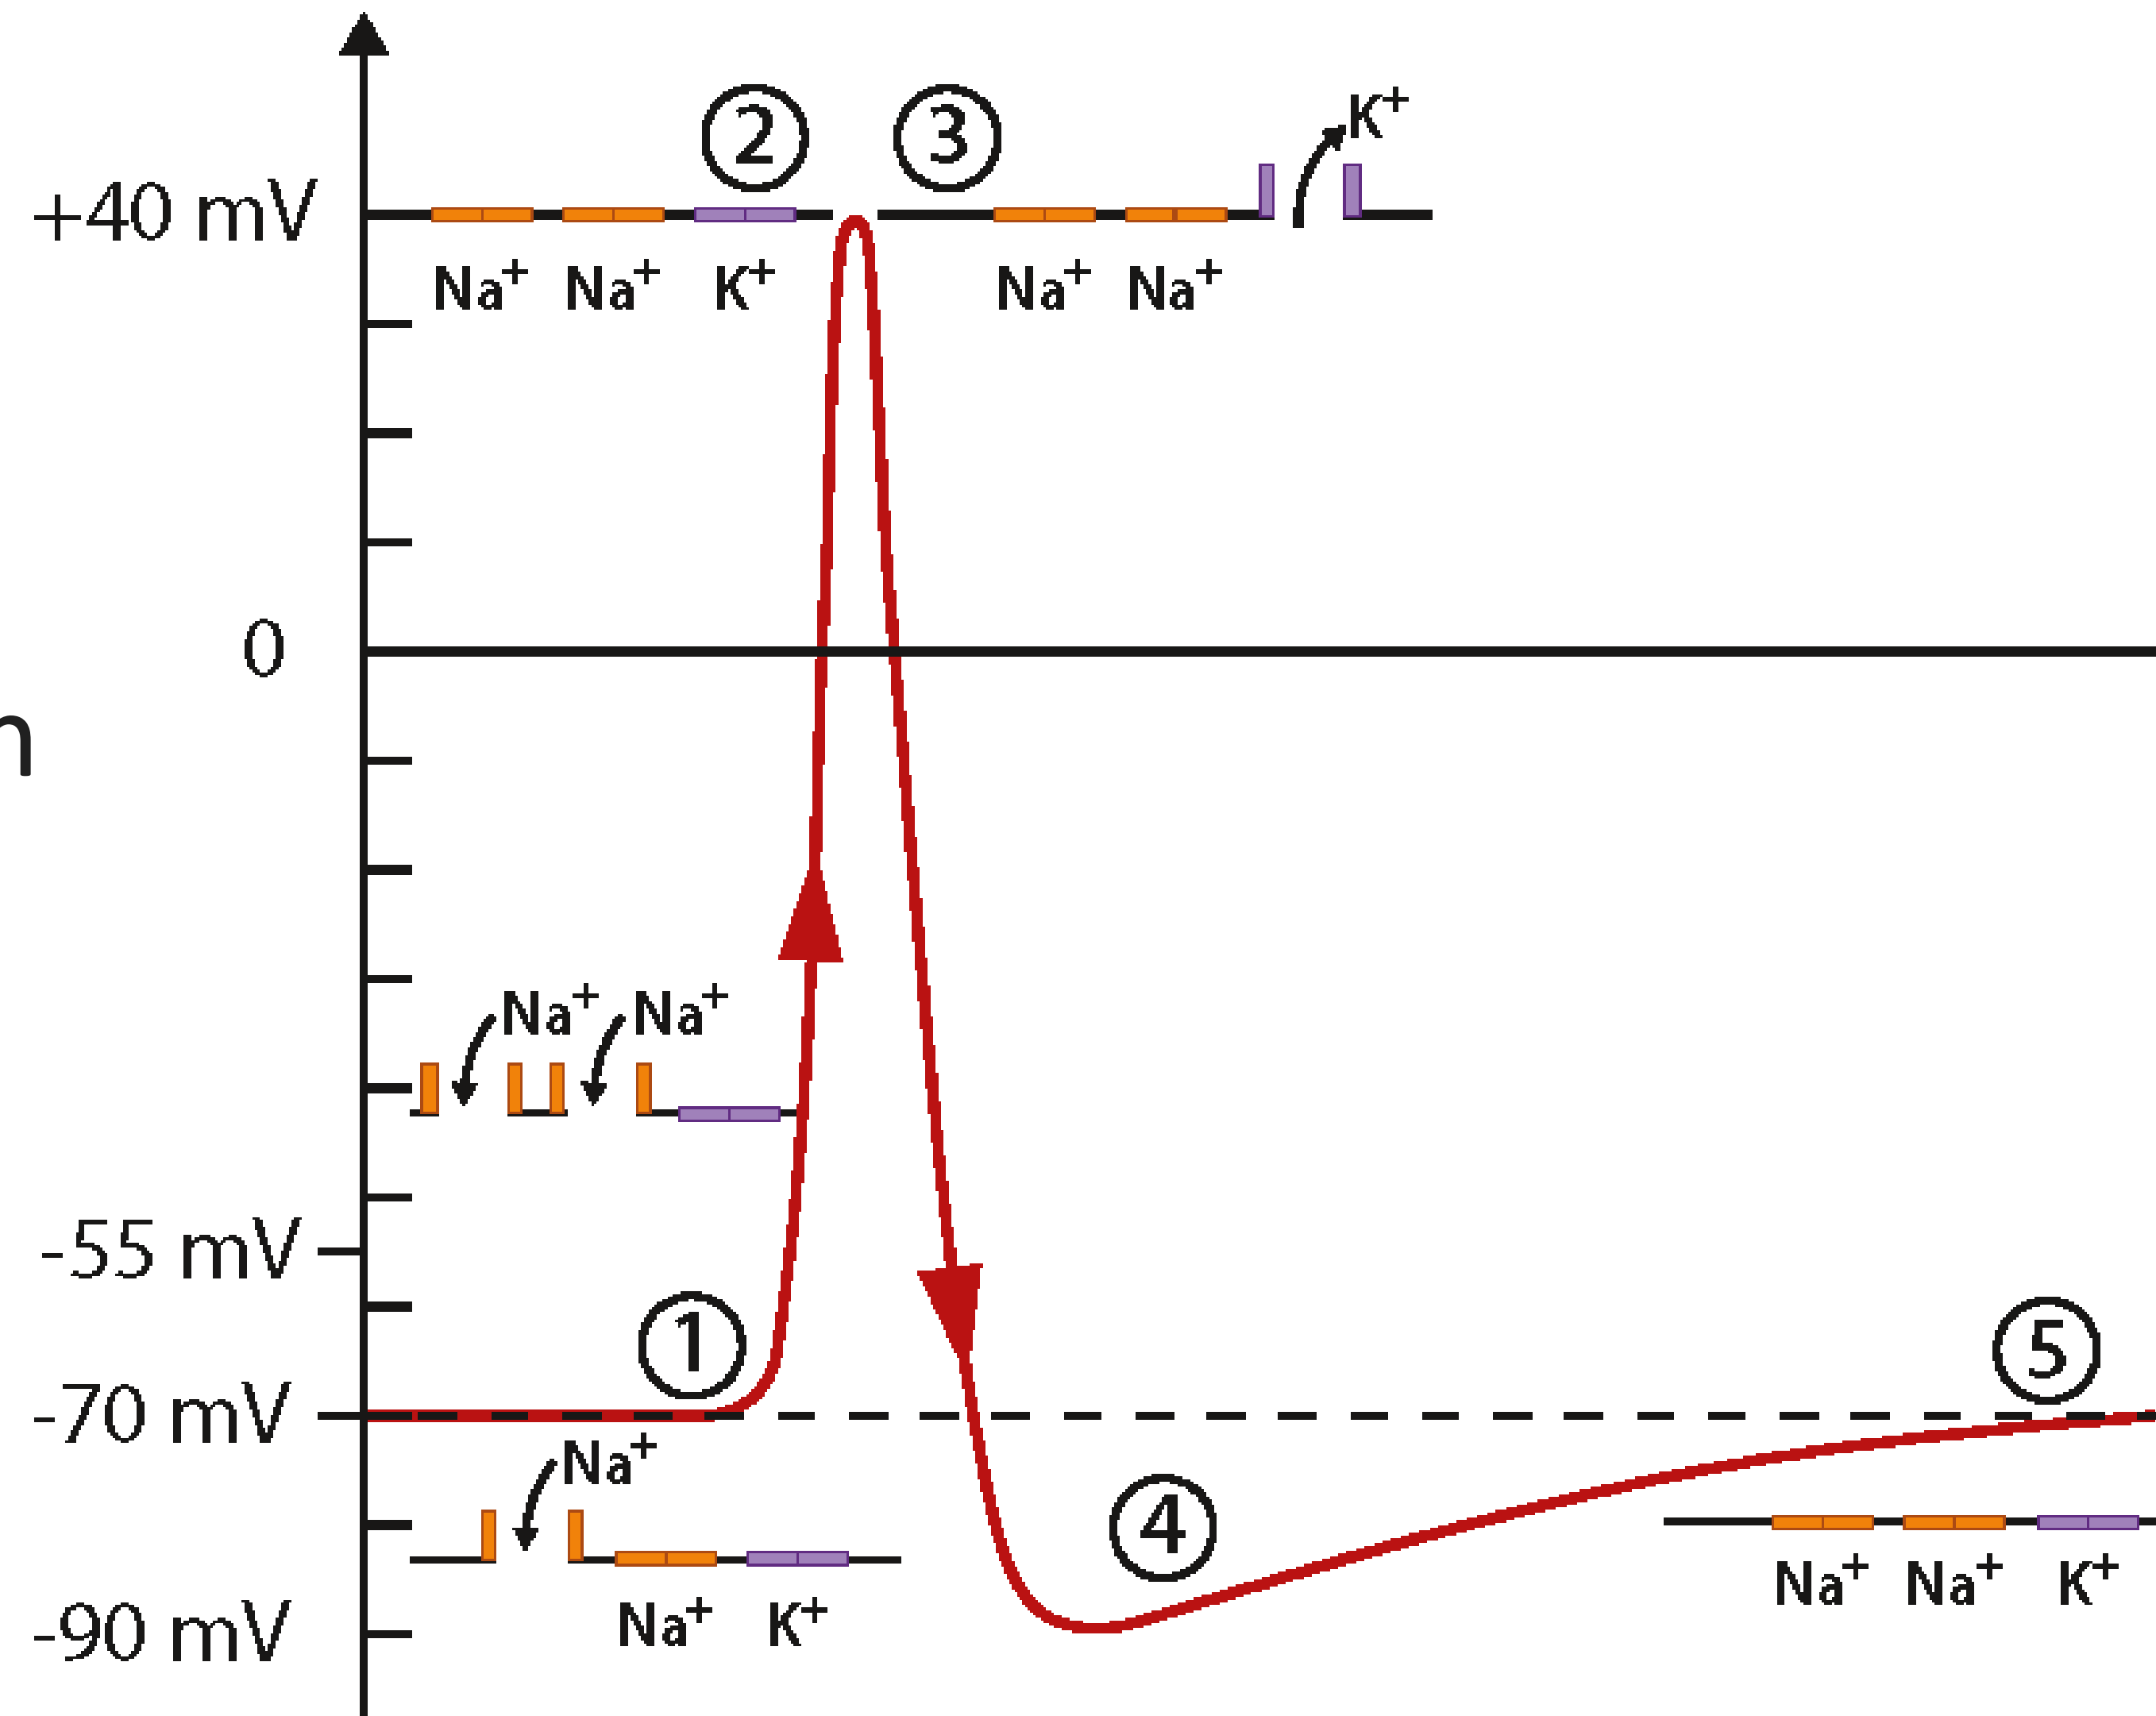 ② ③ K⁺
+40 mV
Na⁺ Na⁺ K⁺ Na⁺ Na⁺
0
n
Na⁺ Na⁺
-55 mV
① ⑤
-70 mV
Na⁺
④
Na⁺ K⁺ Na⁺ Na⁺ K⁺
-90 mV